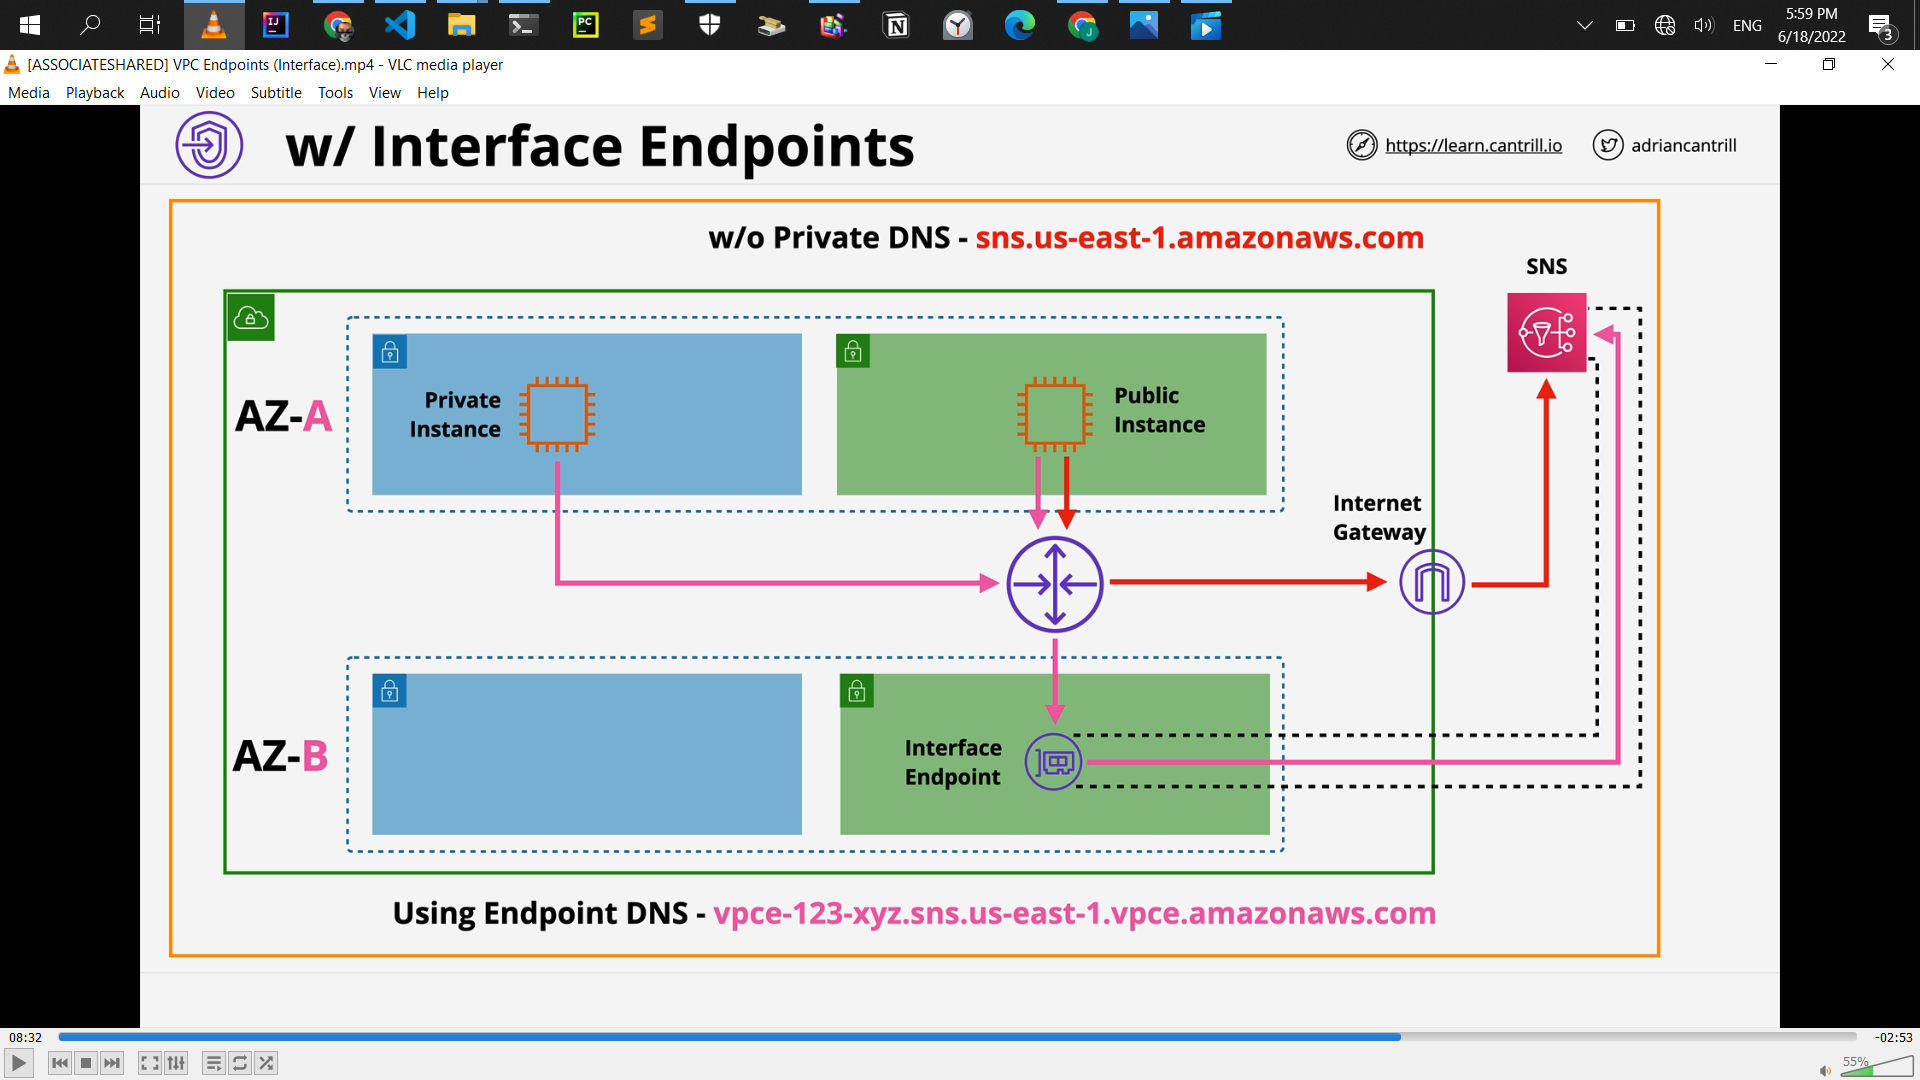 IJ
PC
N
ENG
5:59 PM
6/18/2022
3
J
[ASSOCIATESHARED] VPC Endpoints (Interface).mp4 - VLC media player
Media Playback Audio Video Subtitle Tools View Help
w/ Interface Endpoints
https://learn.cantrill.io
adriancantrill
w/o Private DNS - sns.us-east-1.amazonaws.com
SNS
AZ-A
Private
Instance
Public
Instance
Internet
Gateway
AZ-B
Interface
Endpoint
Using Endpoint DNS - vpce-123-xyz.sns.us-east-1.vpce.amazonaws.com
08:32
-02:53
55%